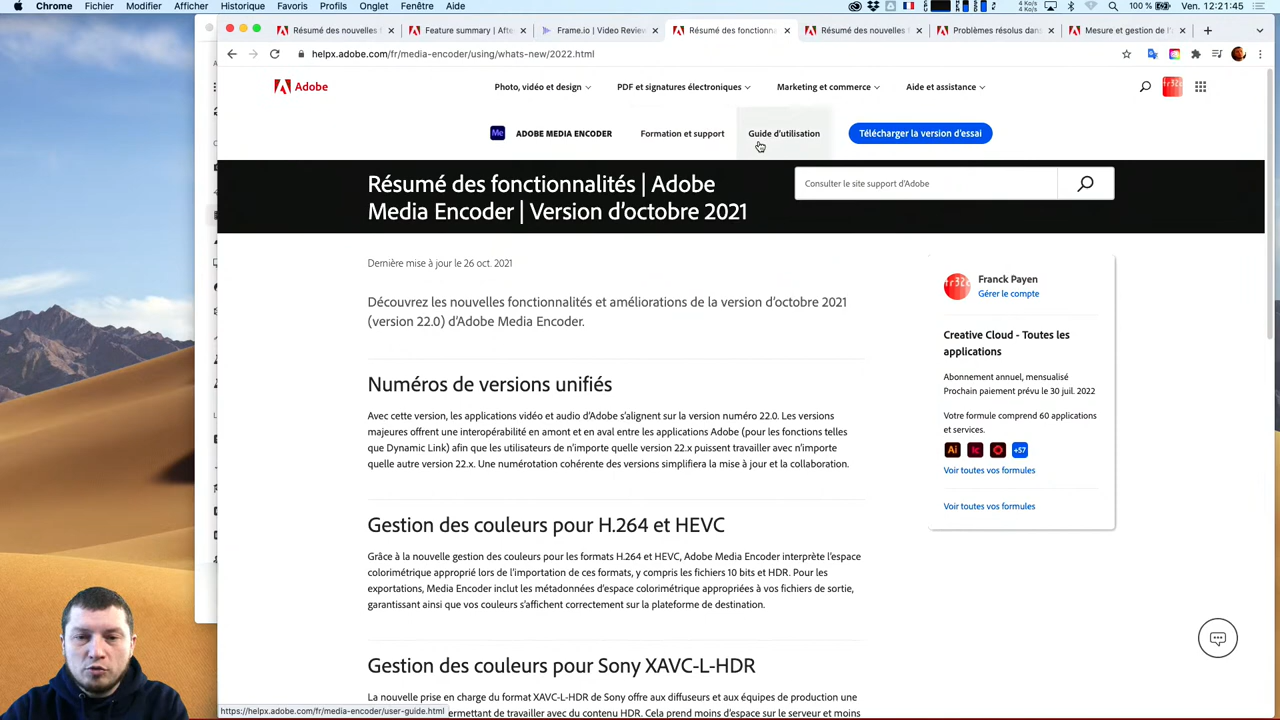 Chrome Fichier Modifier Affichage Historique Favoris Profils Onglet Fenêtre Aide 4 Ko/s 4 Ko/s 100 % Ven. 12:21:45
Résumé des nouvelles f Feature summary | Afte Frame.io | Video Review Résumé des fonctionna Résumé des nouvelles f Problèmes résolus dans Mesure et gestion de l'
helpx.adobe.com/fr/media-encoder/using/whats-new/2022.html
Adobe Photo, vidéo et design PDF et signatures électroniques Marketing et commerce Aide et assistance
Me ADOBE MEDIA ENCODER Formation et support Guide d'utilisation Télécharger la version d'essai
Résumé des fonctionnalités | Adobe
Media Encoder | Version d'octobre 2021
Consulter le site support d'Adobe
Dernière mise à jour le 26 oct. 2021
Découvrez les nouvelles fonctionnalités et améliorations de la version d'octobre 2021
(version 22.0) d'Adobe Media Encoder.
Numéros de versions unifiés
Avec cette version, les applications vidéo et audio d'Adobe s'alignent sur la version numéro 22.0. Les versions
majeures offrent une interopérabilité en amont et en aval entre les applications Adobe (pour les fonctions telles
que Dynamic Link) afin que les utilisateurs de n'importe quelle version 22.x puissent travailler avec n'importe
quelle autre version 22.x. Une numérotation cohérente des versions simplifiera la mise à jour et la collaboration.
Gestion des couleurs pour H.264 et HEVC
Grâce à la nouvelle gestion des couleurs pour les formats H.264 et HEVC, Adobe Media Encoder interprète l'espace
colorimétrique approprié lors de l'importation de ces formats, y compris les fichiers 10 bits et HDR. Pour les
exportations, Media Encoder inclut les métadonnées d'espace colorimétrique appropriées à vos fichiers de sortie,
garantissant ainsi que vos couleurs s'affichent correctement sur la plateforme de destination.
Gestion des couleurs pour Sony XAVC-L-HDR
La nouvelle prise en charge du format XAVC-L-HDR de Sony offre aux diffuseurs et aux équipes de production une
permettant de travailler avec du contenu HDR. Cela prend moins d'espace sur le serveur et moins
Franck Payen
Gérer le compte
Creative Cloud - Toutes les
applications
Abonnement annuel, mensualisé
Prochain paiement prévu le 30 juil. 2022
Votre formule comprend 60 applications
et services.
Ai Ic +57
Voir toutes vos formules
Voir toutes vos formules
https://helpx.adobe.com/fr/media-encoder/user-guide.html